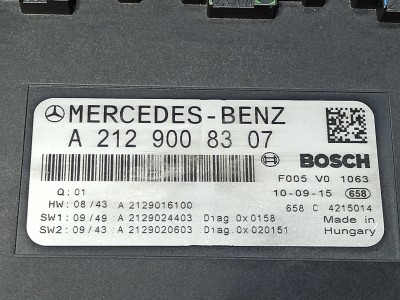 MERCEDES-BENZ
A 212 900 83 07
BOSCH
F005 V0 1063
Q: 01
10-09-15 658
HW: 08/43 A 2129016100
658 C 4215014
SW1: 09/49 A 2129024403 Diag.0x0158
Made in
SW2: 09/43 A 2129020603 Diag.0x020151
Hungary